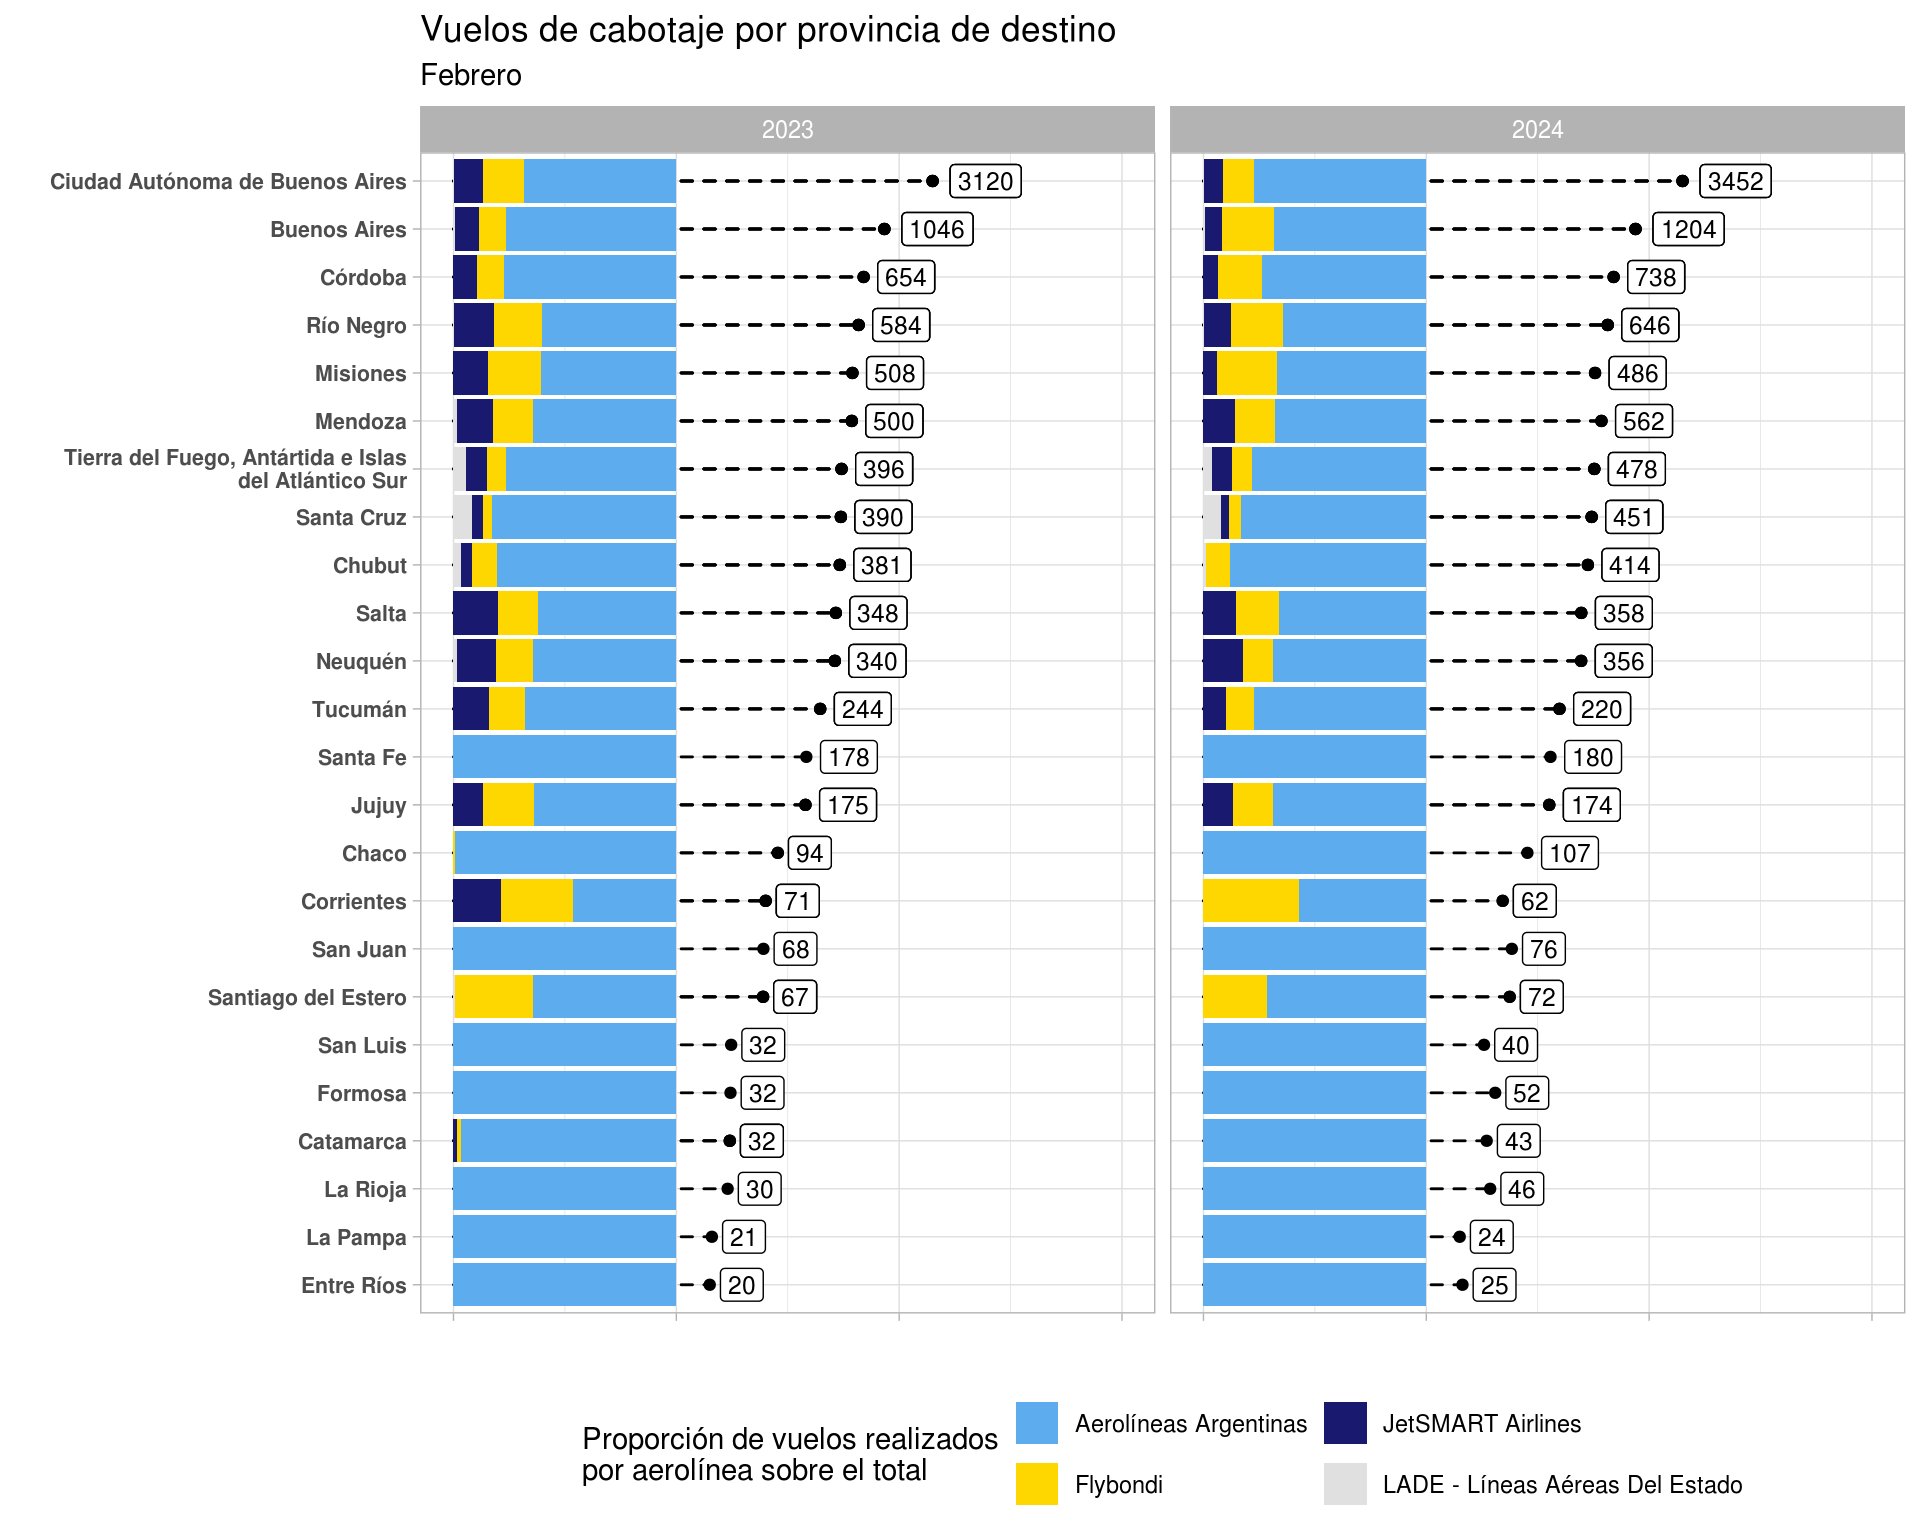 Vuelos de cabotaje por provincia de destino
Febrero
2023
2024
Ciudad Autónoma de Buenos Aires 3120 3452
Buenos Aires 1046 1204
Córdoba 654 738
Río Negro 584 646
Misiones 508 486
Mendoza 500 562
Tierra del Fuego, Antártida e Islas
del Atlántico Sur 396 478
Santa Cruz 390 451
Chubut 381 414
Salta 348 358
Neuquén 340 356
Tucumán 244 220
Santa Fe 178 180
Jujuy 175 174
Chaco 94 107
Corrientes 71 62
San Juan 68 76
Santiago del Estero 67 72
San Luis 32 40
Formosa 32 52
Catamarca 32 43
La Rioja 30 46
La Pampa 21 24
Entre Ríos 20 25
Proporción de vuelos realizados
por aerolínea sobre el total
Aerolíneas Argentinas
Flybondi
JetSMART Airlines
LADE - Líneas Aéreas Del Estado